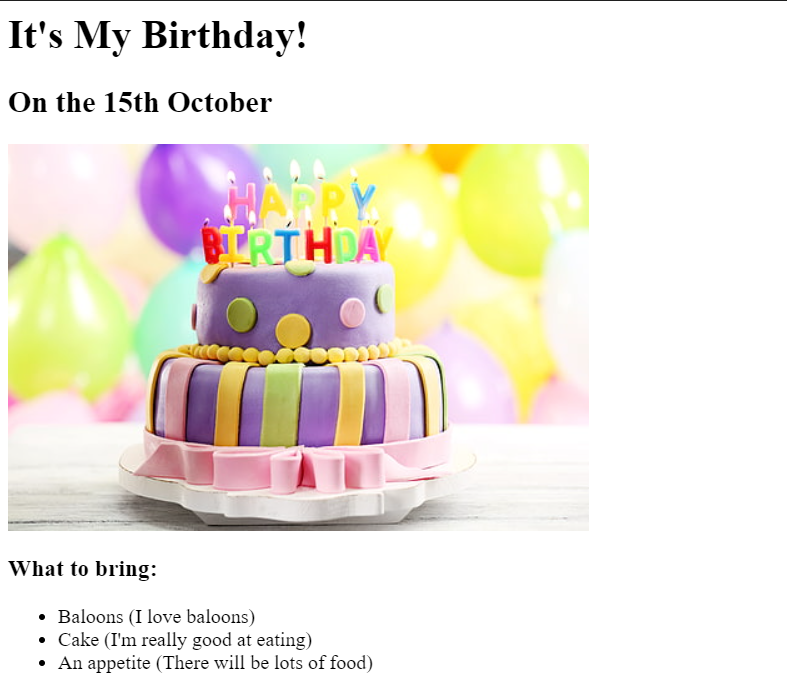 It's My Birthday!
On the 15th October
HAPPY
BIRTHDAY
What to bring:
Baloons (I love baloons)
Cake (I'm really good at eating)
An appetite (There will be lots of food)